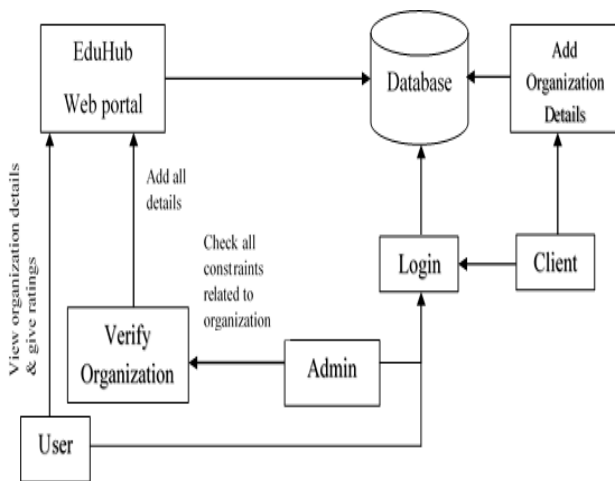 EduHub
Web portal
Database
Add
Organization
Details
View organization details
& give ratings
Add all
details
Check all
constraints
related to
organization
Login
Client
Verify
Organization
Admin
User